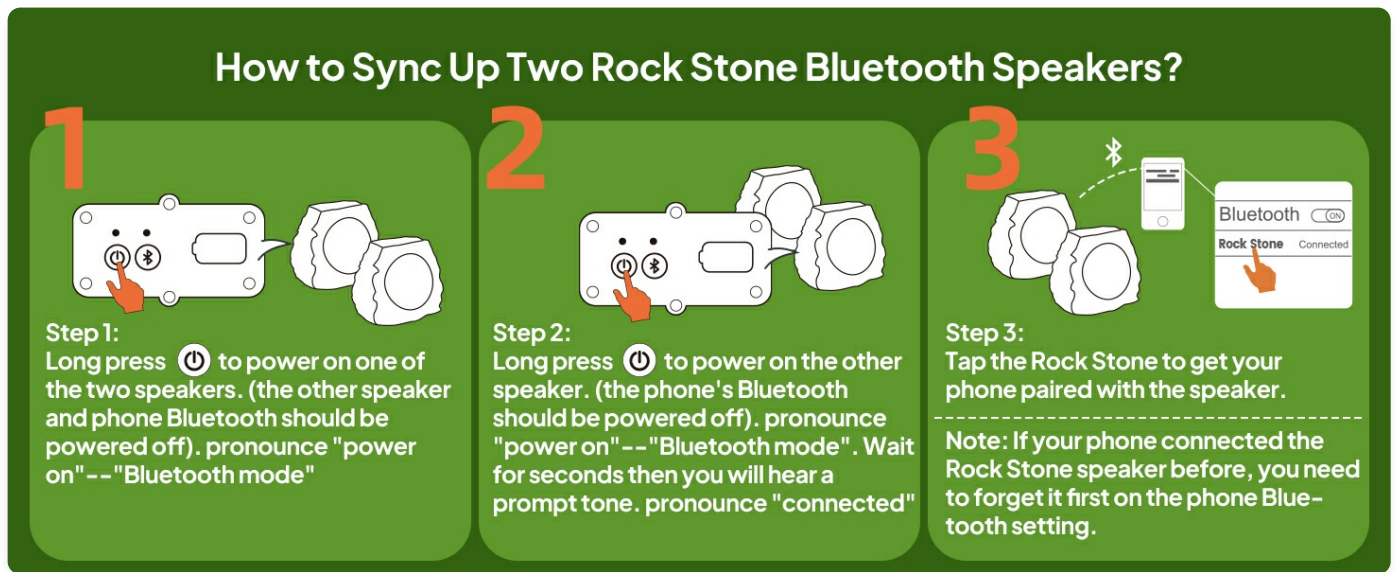 How to Sync Up Two Rock Stone Bluetooth Speakers?
1
Step 1:
Long press to power on one of
the two speakers. (the other speaker
and phone Bluetooth should be
powered off). pronounce "power
on"--"Bluetooth mode"
2
Step 2:
Long press to power on the other
speaker. (the phone's Bluetooth
should be powered off). pronounce
"power on"--"Bluetooth mode". Wait
for seconds then you will hear a
prompt tone. pronounce "connected"
3
Bluetooth ON
Rock Stone Connected
Step 3:
Tap the Rock Stone to get your
phone paired with the speaker.
Note: If your phone connected the
Rock Stone speaker before, you need
to forget it first on the phone Blue-
tooth setting.